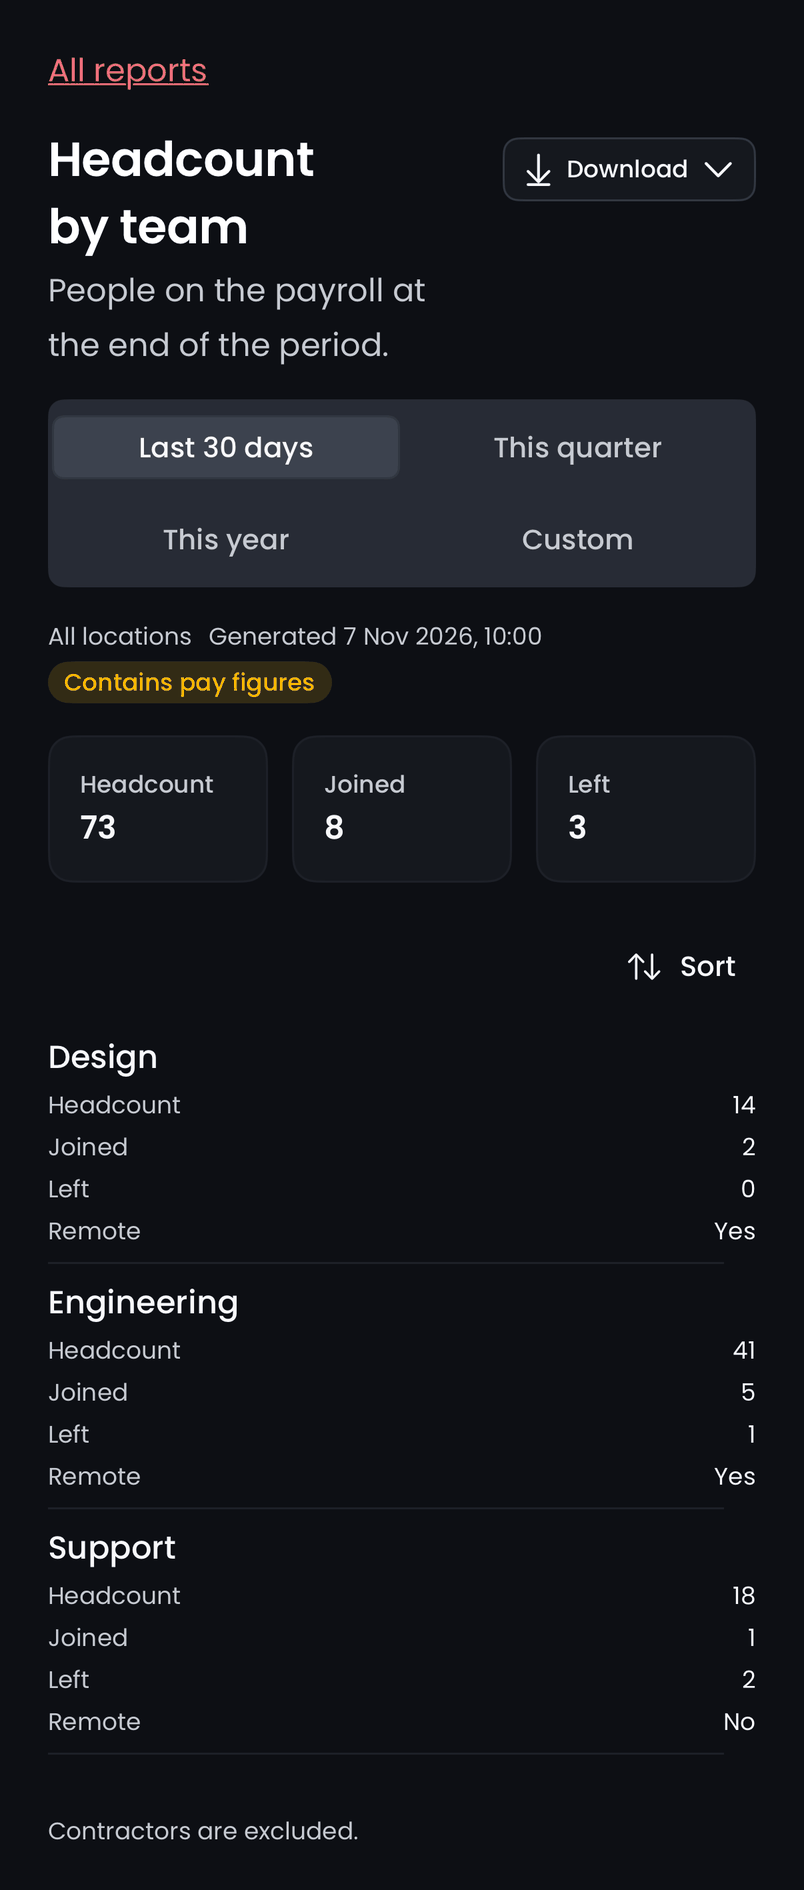 All reports
Headcount
by team
Download
People on the payroll at
the end of the period.
Last 30 days
This quarter
This year
Custom
All locations Generated 7 Nov 2026, 10:00
Contains pay figures
Headcount
73
Joined
8
Left
3
Sort
Design
Headcount 14
Joined 2
Left 0
Remote Yes
Engineering
Headcount 41
Joined 5
Left 1
Remote Yes
Support
Headcount 18
Joined 1
Left 2
Remote No
Contractors are excluded.